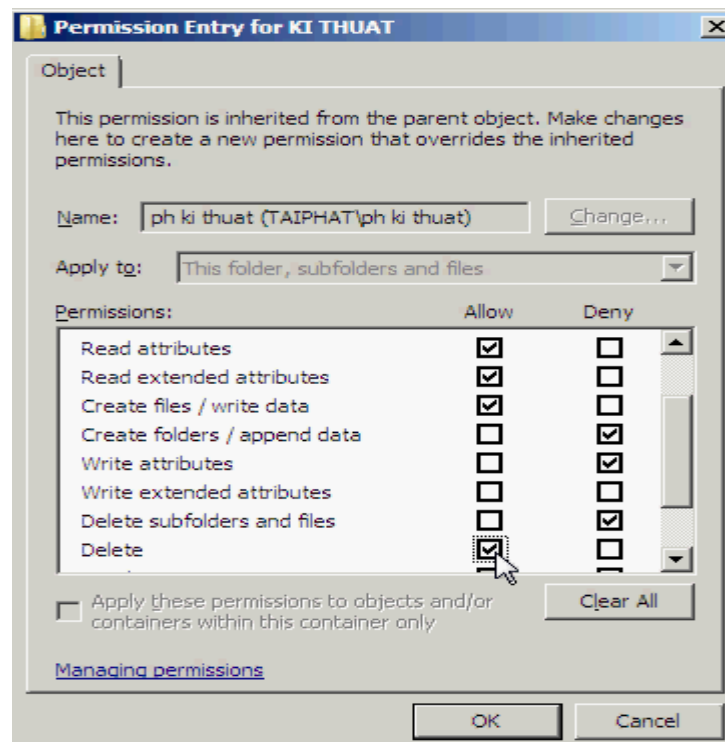 Permission Entry for KI THUAT
Object
This permission is inherited from the parent object. Make changes
here to create a new permission that overrides the inherited
permissions.
Name: ph ki thuat (TAIPHAT\ph ki thuat) Change...
Apply to: This folder, subfolders and files
Permissions: Allow Deny
Read attributes
Read extended attributes
Create files / write data
Create folders / append data
Write attributes
Write extended attributes
Delete subfolders and files
Delete
Apply these permissions to objects and/or
containers within this container only
Clear All
Managing permissions
OK Cancel